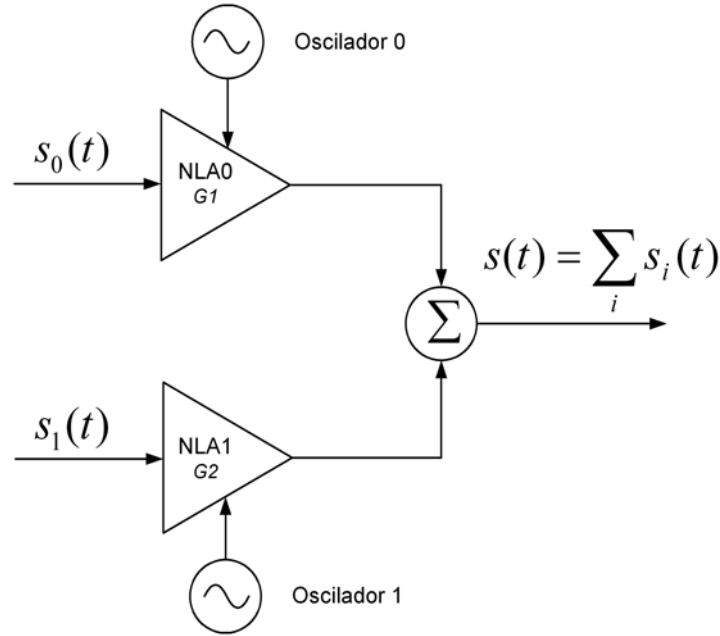 Oscilador 0
s₀(t)
NLA0
G1
s(t) = ∑ᵢ sᵢ(t)
∑
s₁(t)
NLA1
G2
Oscilador 1